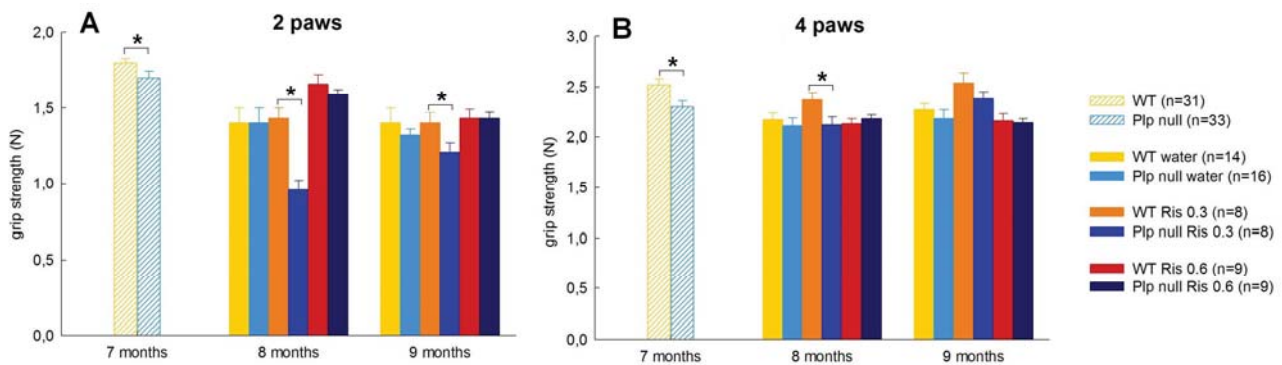 A
2 paws
grip strength (N)
2,0
1,5
1,0
0,5
0,0
*
*
*
7 months
8 months
9 months
B
4 paws
grip strength (N)
3,0
2,5
2,0
1,5
1,0
0,5
0,0
*
*
7 months
8 months
9 months
WT (n=31)
Plp null (n=33)
WT water (n=14)
Plp null water (n=16)
WT Ris 0.3 (n=8)
Plp null Ris 0.3 (n=8)
WT Ris 0.6 (n=9)
Plp null Ris 0.6 (n=9)